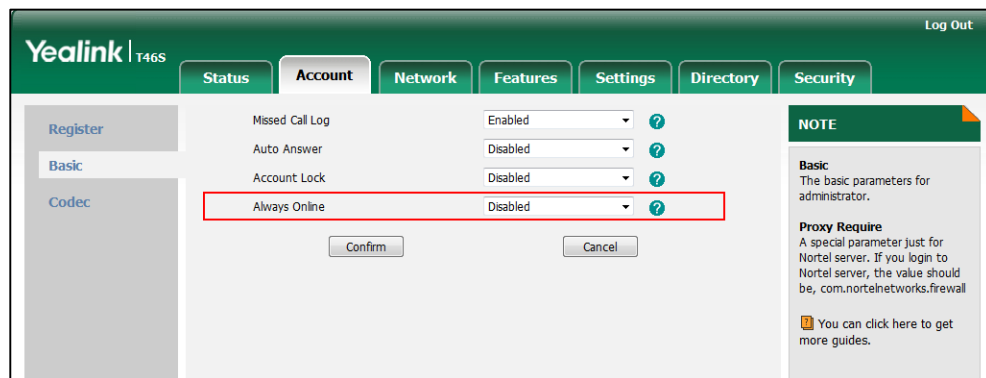 Log Out
Yealink T46S
Status Account Network Features Settings Directory Security
Register
Basic
Codec
Missed Call Log Enabled ?
Auto Answer Disabled ?
Account Lock Disabled ?
Always Online Disabled ?
Confirm Cancel
NOTE
Basic
The basic parameters for
administrator.
Proxy Require
A special parameter just for
Nortel server. If you login to
Nortel server, the value should
be, com.nortelnetworks.firewall
? You can click here to get
more guides.